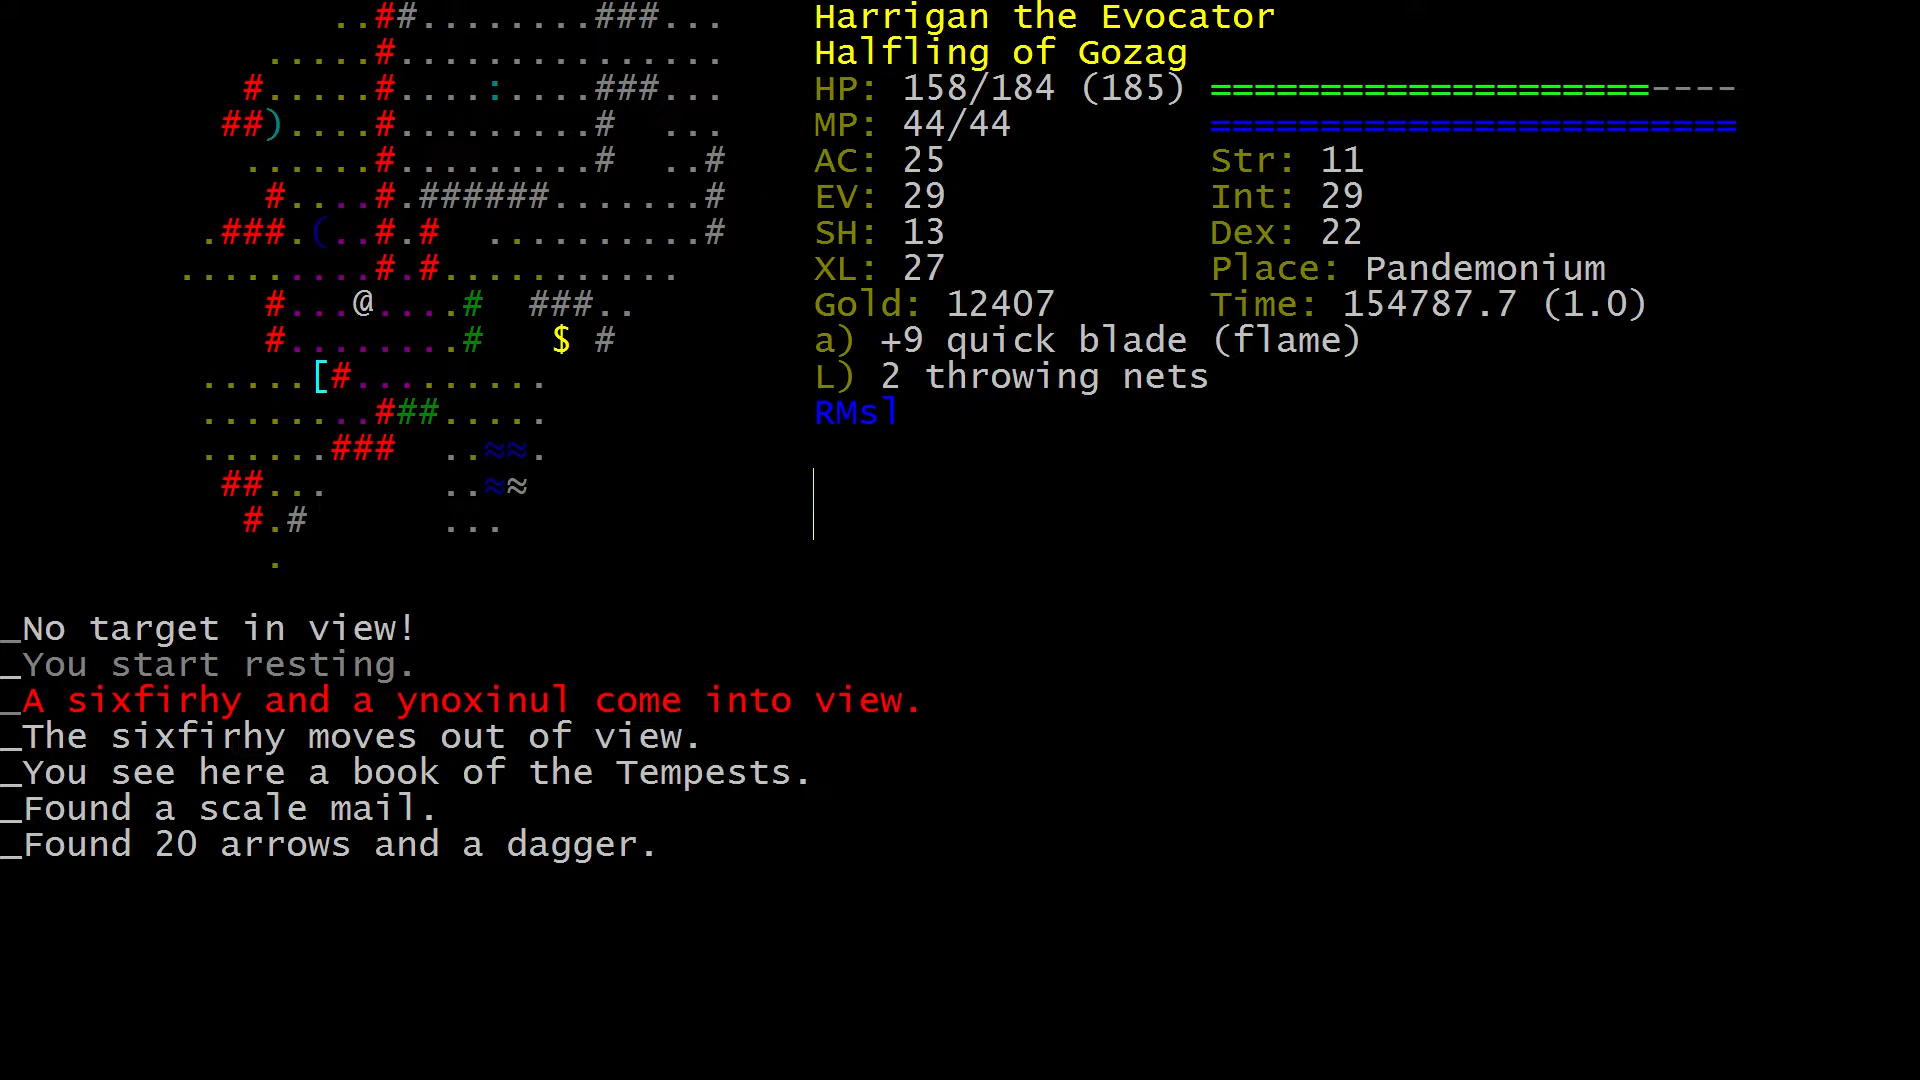 ..##........###... Harrigan the Evocator
.....#............... Halfling of Gozag
#.....#....:....###... HP: 158/184 (185) ====================----
##)....#.........# ... MP: 44/44 ========================
......#.........# ..# AC: 25 Str: 11
#....#.######.......# EV: 29 Int: 29
.###.(..#.# ..........# SH: 13 Dex: 22
.........#.#........... XL: 27 Place: Pandemonium
#...@....# ###.. Gold: 12407 Time: 154787.7 (1.0)
#........# $ # a) +9 quick blade (flame)
.....[#......... L) 2 throwing nets
........###..... RMsl
......### ..≈≈.
##... ..≈≈
#.# ...
.
_No target in view!
_You start resting.
_A sixfirhy and a ynoxinul come into view.
_The sixfirhy moves out of view.
_You see here a book of the Tempests.
_Found a scale mail.
_Found 20 arrows and a dagger.